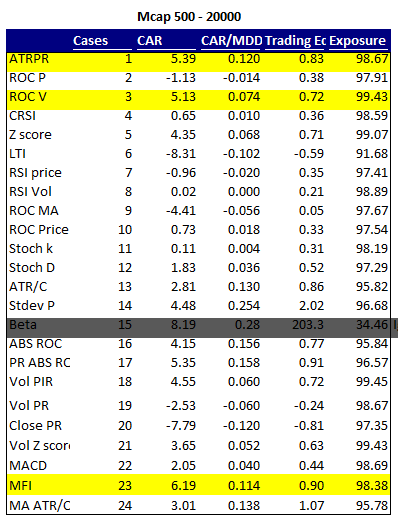 Mcap 500 - 20000
Cases CAR CAR/MDD Trading Ec Exposure
ATRPR 1 5.39 0.120 0.83 98.67
ROC P 2 -1.13 -0.014 0.38 97.91
ROC V 3 5.13 0.074 0.72 99.43
CRSI 4 0.65 0.010 0.36 98.59
Z score 5 4.35 0.068 0.71 99.07
LTI 6 -8.31 -0.102 -0.59 91.68
RSI price 7 -0.96 -0.020 0.35 97.41
RSI Vol 8 0.02 0.000 0.21 98.89
ROC MA 9 -4.41 -0.056 0.05 97.67
ROC Price 10 0.73 0.018 0.33 97.54
Stoch k 11 0.11 0.004 0.31 98.19
Stoch D 12 1.83 0.036 0.52 97.29
ATR/C 13 2.81 0.130 0.86 95.82
Stdev P 14 4.48 0.254 2.02 96.68
Beta 15 8.19 0.28 203.3 34.46
ABS ROC 16 4.15 0.156 0.77 95.84
PR ABS RC 17 5.35 0.158 0.91 96.57
Vol PIR 18 4.55 0.060 0.72 99.45
Vol PR 19 -2.53 -0.060 -0.24 98.67
Close PR 20 -7.79 -0.120 -0.81 97.35
Vol Z scor 21 3.65 0.052 0.63 99.43
MACD 22 2.05 0.040 0.44 98.69
MFI 23 6.19 0.114 0.90 98.38
MA ATR/C 24 3.01 0.138 1.07 95.78